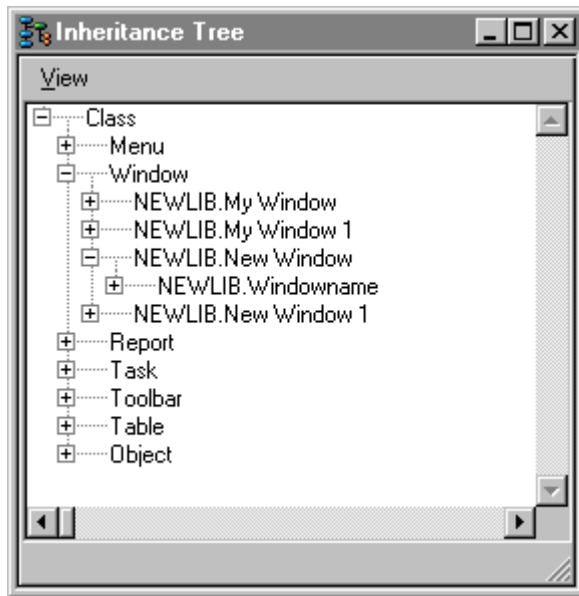 Inheritance Tree
View
Class
Menu
Window
NEWLIB.My Window
NEWLIB.My Window 1
NEWLIB.New Window
NEWLIB.Windowname
NEWLIB.New Window 1
Report
Task
Toolbar
Table
Object